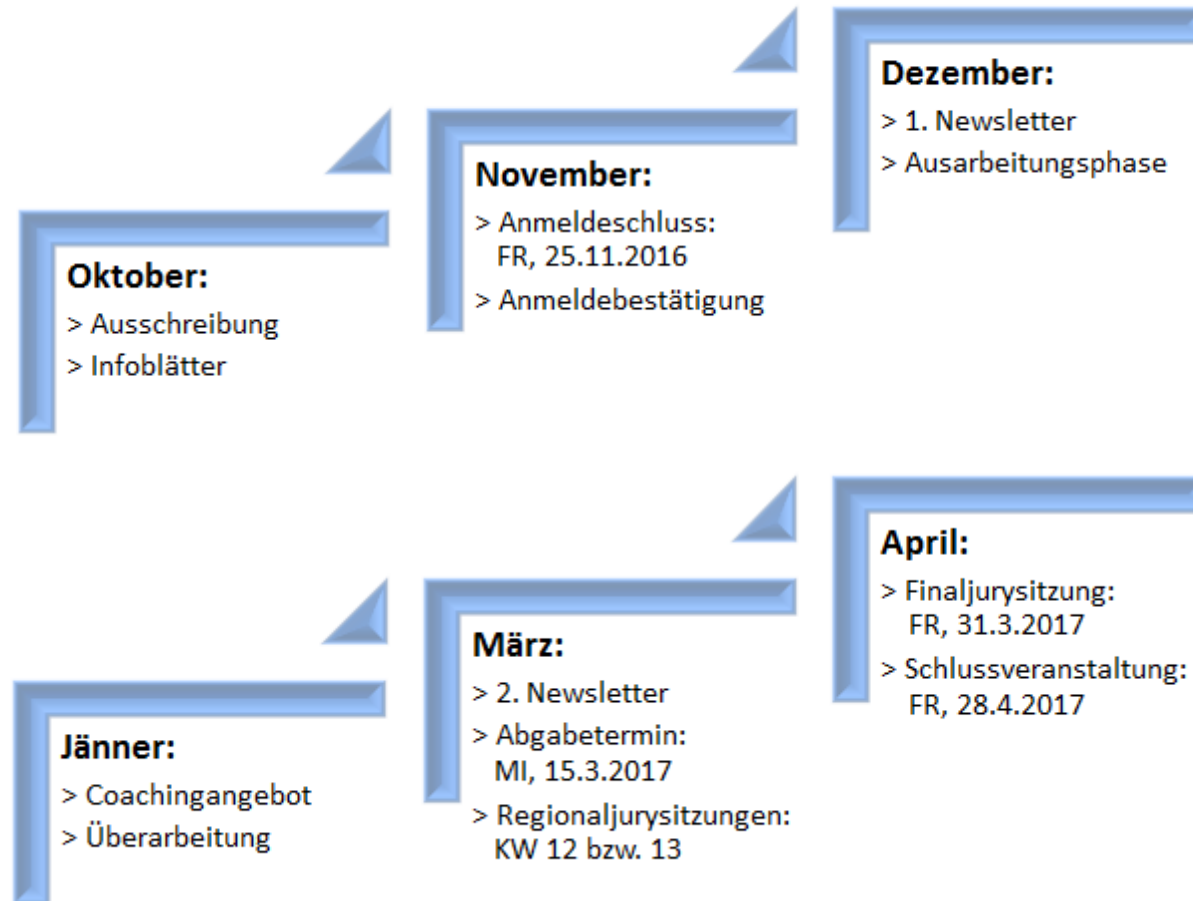 Oktober:
> Ausschreibung
> Infoblätter
November:
> Anmeldeschluss:
FR, 25.11.2016
> Anmeldebestätigung
Dezember:
> 1. Newsletter
> Ausarbeitungsphase
Jänner:
> Coachingangebot
> Überarbeitung
März:
> 2. Newsletter
> Abgabetermin:
MI, 15.3.2017
> Regionaljurysitzungen:
KW 12 bzw. 13
April:
> Finaljurysitzung:
FR, 31.3.2017
> Schlussveranstaltung:
FR, 28.4.2017